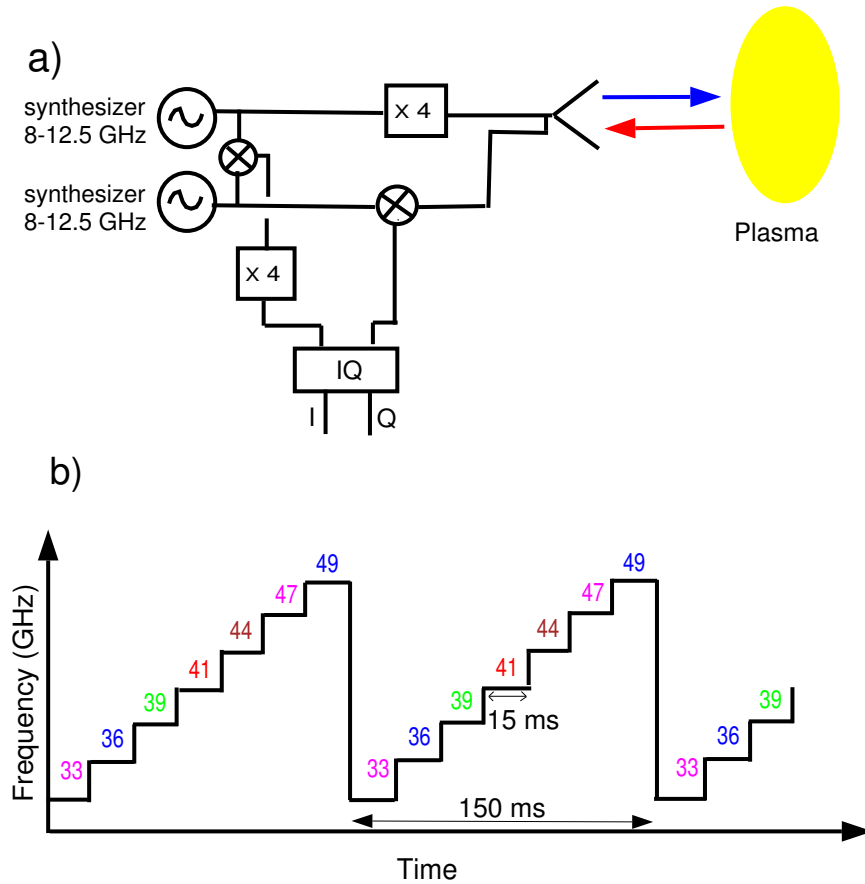 a)
synthesizer
8-12.5 GHz
X 4
synthesizer
8-12.5 GHz
Plasma
X 4
IQ
I Q
b)
Frequency (GHz)
33 36 39 41 44 47 49
33 36 39 41 44 47 49
33 36 39
15 ms
150 ms
Time